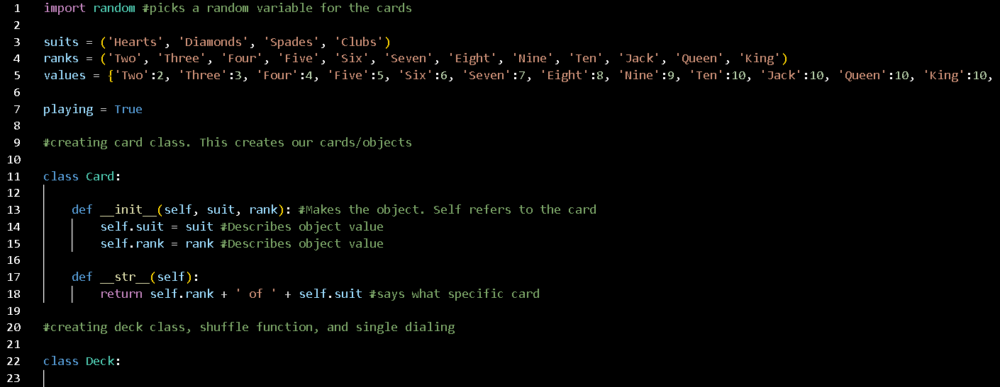 1 import random #picks a random variable for the cards
2
3 suits = ('Hearts', 'Diamonds', 'Spades', 'Clubs')
4 ranks = ('Two', 'Three', 'Four', 'Five', 'Six', 'Seven', 'Eight', 'Nine', 'Ten', 'Jack', 'Queen', 'King')
5 values = {'Two':2, 'Three':3, 'Four':4, 'Five':5, 'Six':6, 'Seven':7, 'Eight':8, 'Nine':9, 'Ten':10, 'Jack':10, 'Queen':10, 'King':10,
6
7 playing = True
8
9 #creating card class. This creates our cards/objects
10
11 class Card:
12
13     def __init__(self, suit, rank): #Makes the object. Self refers to the card
14         self.suit = suit #Describes object value
15         self.rank = rank #Describes object value
16
17     def __str__(self):
18         return self.rank + ' of ' + self.suit #says what specific card
19
20 #creating deck class, shuffle function, and single dialing
21
22 class Deck:
23